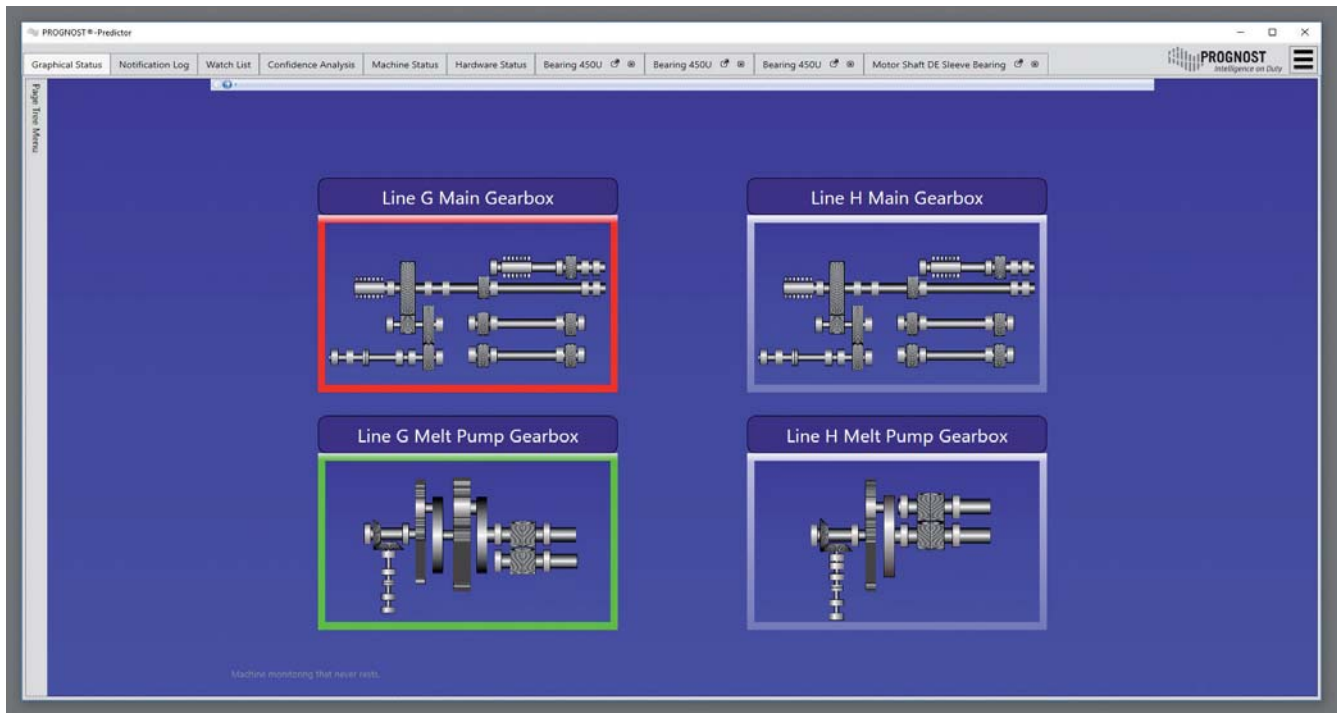 PROGNOST®-Predictor
Graphical Status
Notification Log
Watch List
Confidence Analysis
Machine Status
Hardware Status
Bearing 450U
Bearing 450U
Bearing 450U
Motor Shaft DE Sleeve Bearing
PROGNOST
Intelligence on Duty
Page Tree Menu
Line G Main Gearbox
Line H Main Gearbox
Line G Melt Pump Gearbox
Line H Melt Pump Gearbox
Machine monitoring that never rests.